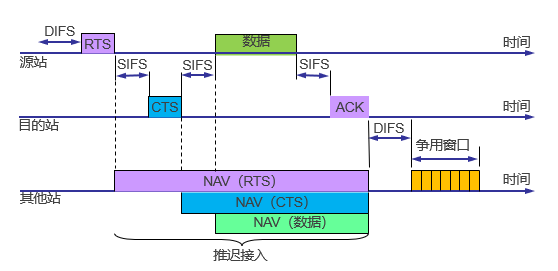 DIFS
RTS
数据
时间
源站
SIFS
SIFS
SIFS
CTS
ACK
时间
目的站
DIFS
争用窗口
NAV（RTS）
时间
其他站
NAV（CTS）
NAV（数据）
推迟接入